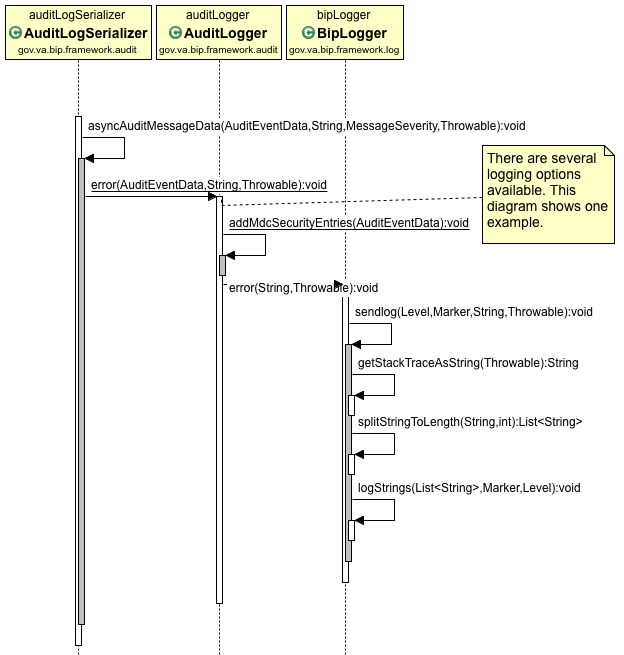 auditLogSerializer
C AuditLogSerializer
gov.va.bip.framework.audit
auditLogger
C AuditLogger
gov.va.bip.framework.audit
bipLogger
C BipLogger
gov.va.bip.framework.log
asyncAuditMessageData(AuditEventData,String,MessageSeverity,Throwable):void
There are several
logging options
available. This
diagram shows one
example.
error(AuditEventData,String,Throwable):void
addMdcSecurityEntries(AuditEventData):void
error(String,Throwable):void
sendlog(Level,Marker,String,Throwable):void
getStackTraceAsString(Throwable):String
splitStringToLength(String,int):List<String>
logStrings(List<String>,Marker,Level):void